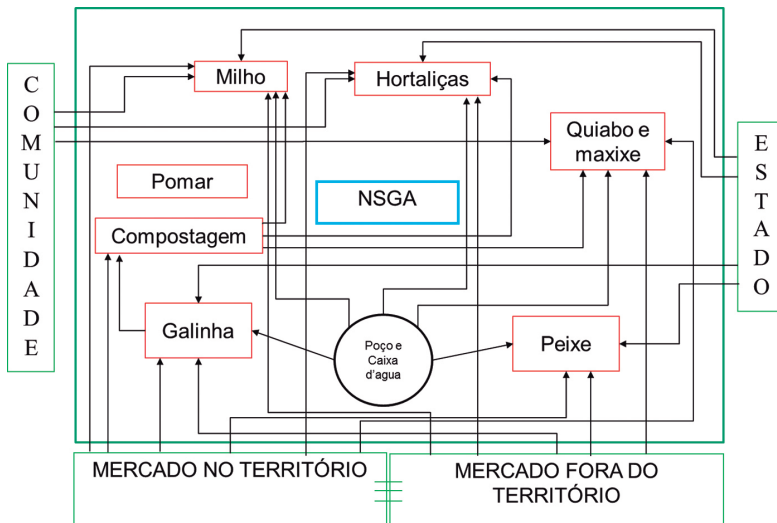 COMUNIDADE
Milho
Hortaliças
Quiabo e
maxixe
ESTADO
Pomar
NSGA
Compostagem
Galinha
Poço e
Caixa
d'agua
Peixe
MERCADO NO TERRITÓRIO
MERCADO FORA DO
TERRITÓRIO